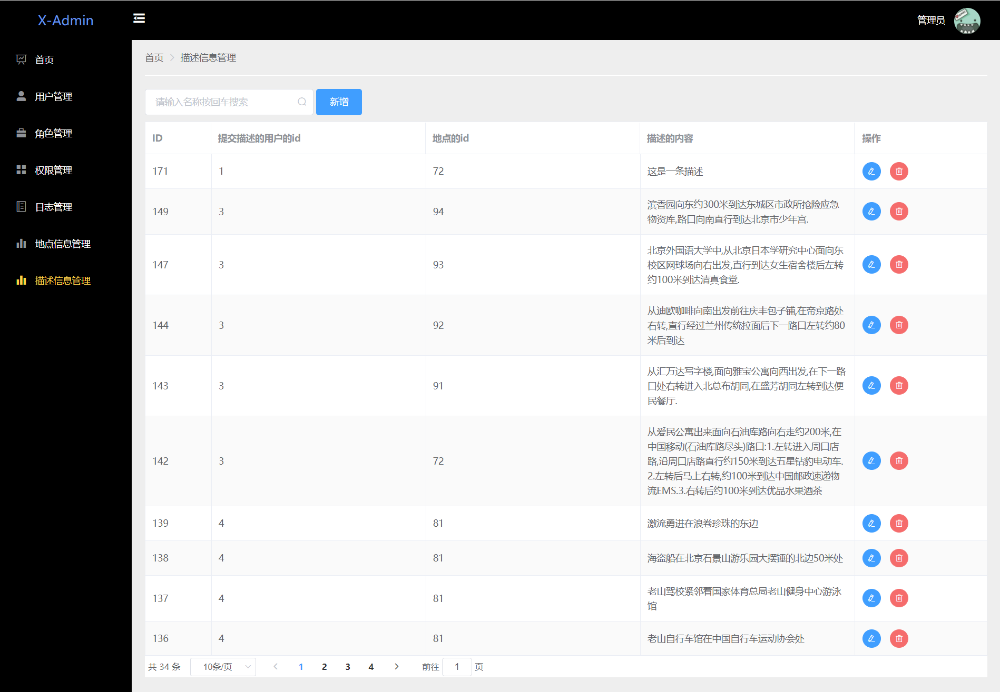 X-Admin
管理员
首页
用户管理
角色管理
权限管理
日志管理
地点信息管理
描述信息管理
首页 > 描述信息管理
请输入名称按回车搜索
新增
ID 提交描述的用户的id 地点的id 描述的内容 操作
171 1 72 这是一条描述
149 3 94 滨香园向东约300米到达东城区市政所抢险应急
物资库,路口向南直行到达北京市少年宫.
147 3 93 北京外国语大学中,从北京日本学研究中心面向东
校区网球场向右出发,直行到达女生宿舍楼后左转
约100米到达清真食堂.
144 3 92 从迪欧咖啡向南出发前往庆丰包子铺,在帝京路处
右转,直行经过兰州传统拉面后下一路口左转约80
米后到达
143 3 91 从汇万达写字楼,面向雅宝公寓向西出发,在下一路
口处右转进入北总布胡同,在盛芳胡同左转到达便
民餐厅.
142 3 72 从爱民公寓出来面向石油库路向右走约200米,在
中国移动(石油库路尽头)路口:1.左转进入周口店
路,沿周口店路直行约150米到达五星钻豹电动车.
2.左转后马上右转,约100米到达中国邮政速递物
流EMS.3.右转后约100米到达优品水果酒茶
139 4 81 激流勇进在浪卷珍珠的东边
138 4 81 海盗船在北京石景山游乐园大摆锤的北边50米处
137 4 81 老山驾校紧邻着国家体育总局老山健身中心游泳
馆
136 4 81 老山自行车馆在中国自行车运动协会处
共 34 条 10条/页 < 1 2 3 4 > 前往 1 页